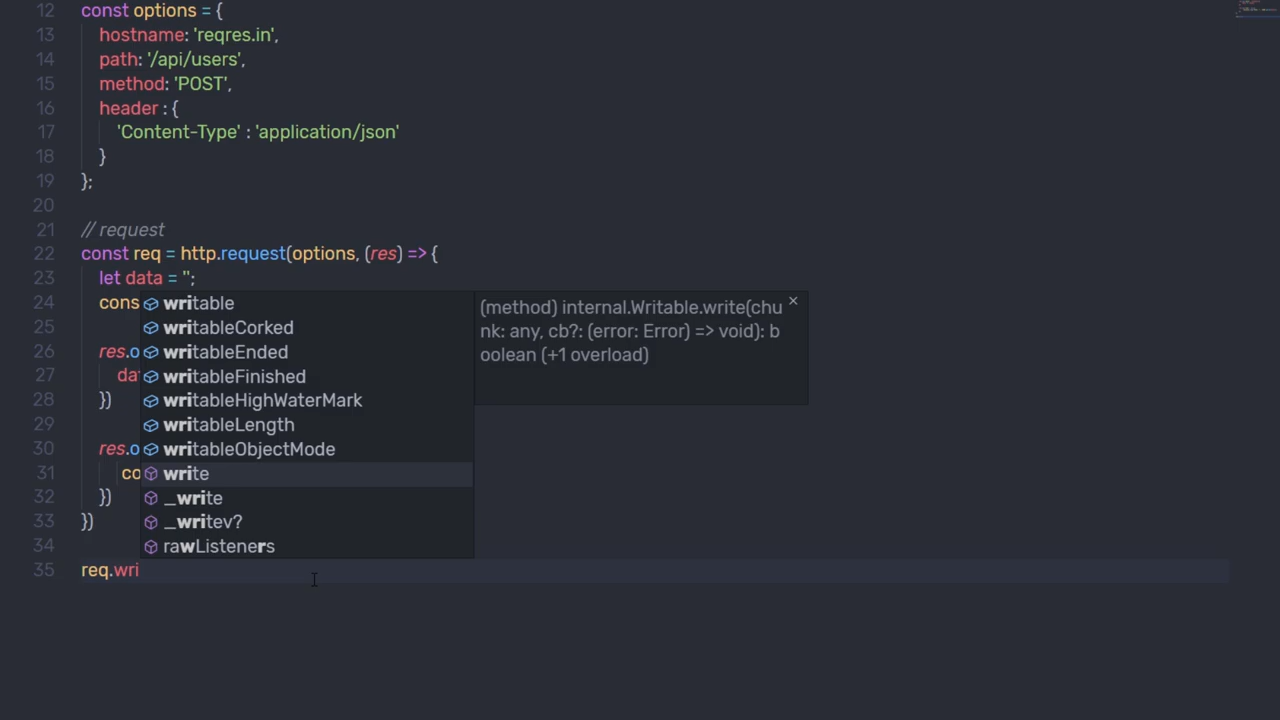 12 const options = {
13 hostname: 'reqres.in',
14 path: '/api/users',
15 method: 'POST',
16 header : {
17 'Content-Type' : 'application/json'
18 }
19 };
20
21 // request
22 const req = http.request(options, (res) => {
23 let data = '';
24 cons
25
26 res.o
27 da
28 })
29
30 res.o
31 co
32 })
33 })
34
35 req.wri
writable
writableCorked
writableEnded
writableFinished
writableHighWaterMark
writableLength
writableObjectMode
write
_write
_writev?
rawListeners
(method) internal.Writable.write(chu
nk: any, cb?: (error: Error) => void): b
oolean (+1 overload)
×